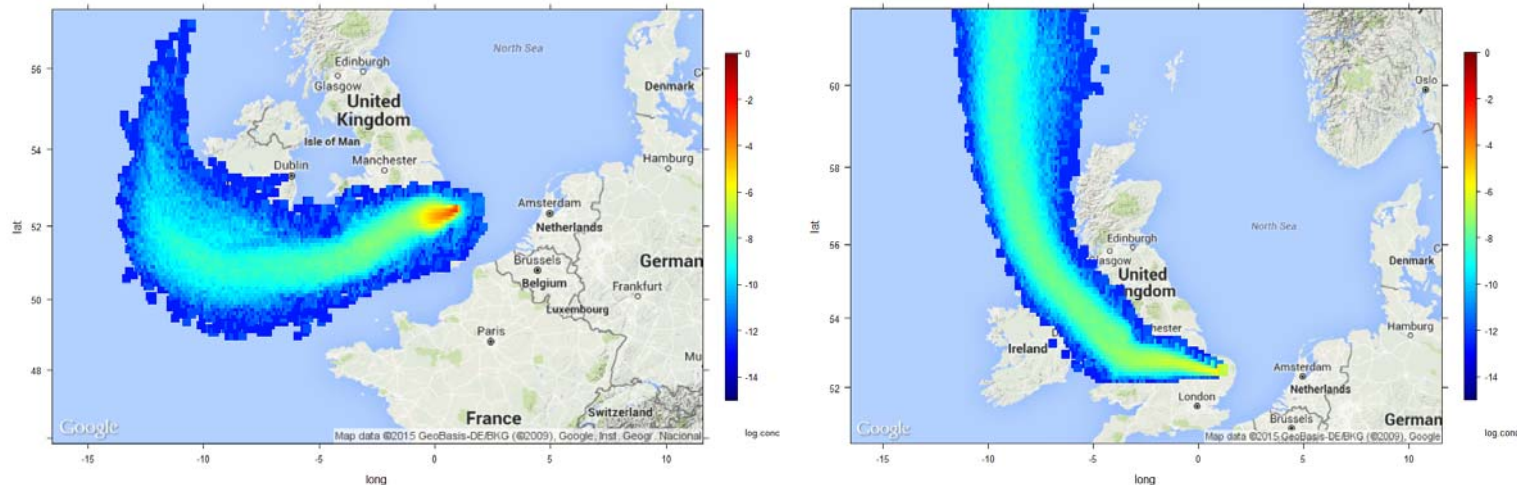 North Sea
Edinburgh
Glasgow
United
Kingdom
Isle of Man
Dublin
Manchester
Denmark
Hamburg
Amsterdam
Netherlands
Brussels
Belgium
German
Frankfurt
Luxembourg
Paris
France
Switzerland
Mu
Google
Map data ©2015 GeoBasis-DE/BKG (©2009), Google, Inst. Geogr. Nacional
56
54
52
50
48
lat
-15
-10
-5
0
5
10
long
0
-2
-4
-6
-8
-10
-12
-14
log.conc
Oslo
North Sea
Edinburgh
lasgow
United
ngdom
chester
Ireland
Denmark
Hamburg
Amsterdam
Netherlands
London
Brussels
German
Google
Map data ©2015 GeoBasis-DE/BKG (©2009), Google
60
58
56
54
52
lat
-15
-10
-5
0
5
10
long
0
-2
-4
-6
-8
-10
-12
-14
log.conc